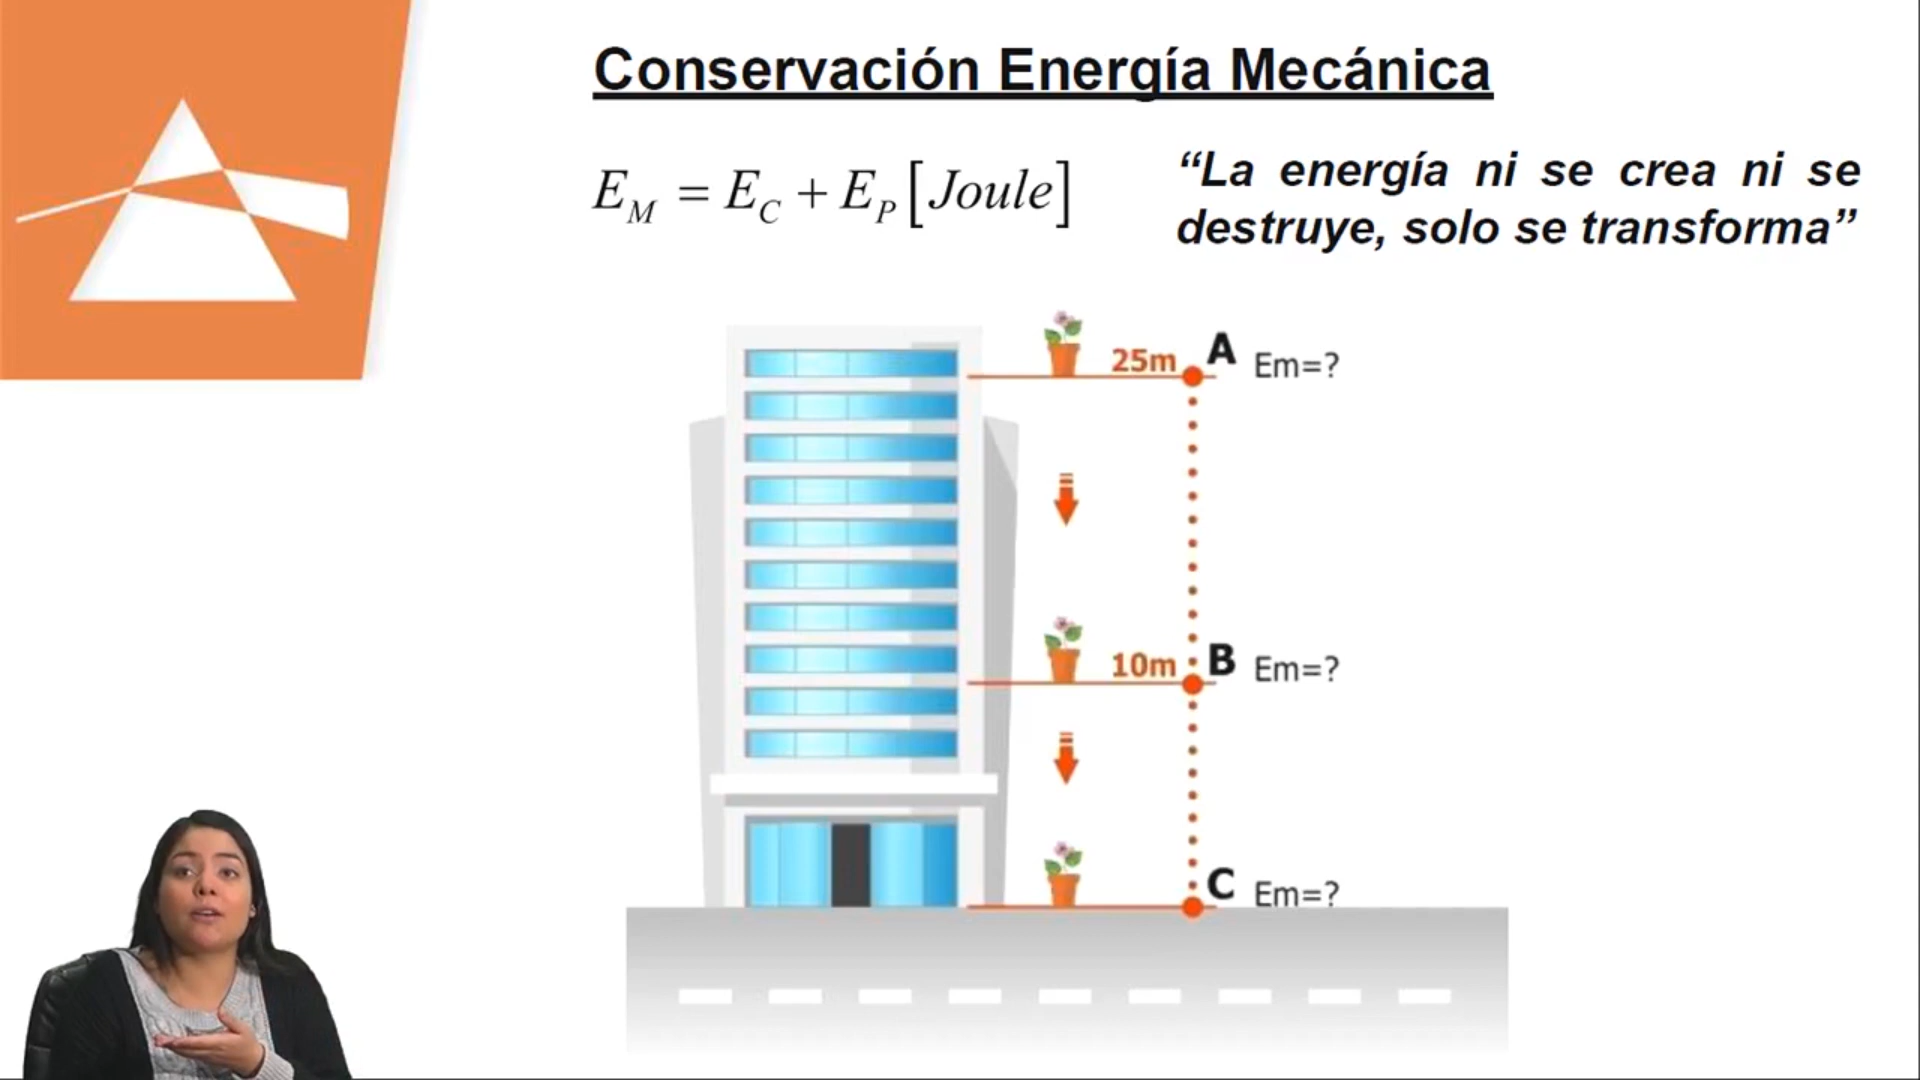 Conservación Energía Mecánica
E_M = E_C + E_P [Joule]
“La energía ni se crea ni se
destruye, solo se transforma”
25m A Em=?
10m B Em=?
C Em=?